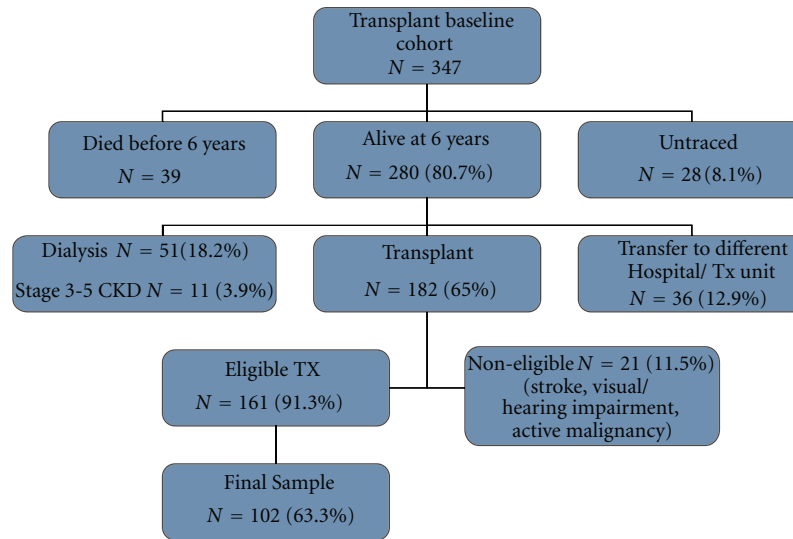 Transplant baseline
cohort
N = 347
Died before 6 years
N = 39
Alive at 6 years
N = 280 (80.7%)
Untraced
N = 28(8.1%)
Dialysis N = 51(18.2%)
Stage 3-5 CKD N = 11 (3.9%)
Transplant
N = 182 (65%)
Transfer to different
Hospital/ Tx unit
N = 36 (12.9%)
Eligible TX
N = 161 (91.3%)
Non-eligible N = 21 (11.5%)
(stroke, visual/
hearing impairment,
active malignancy)
Final Sample
N = 102 (63.3%)